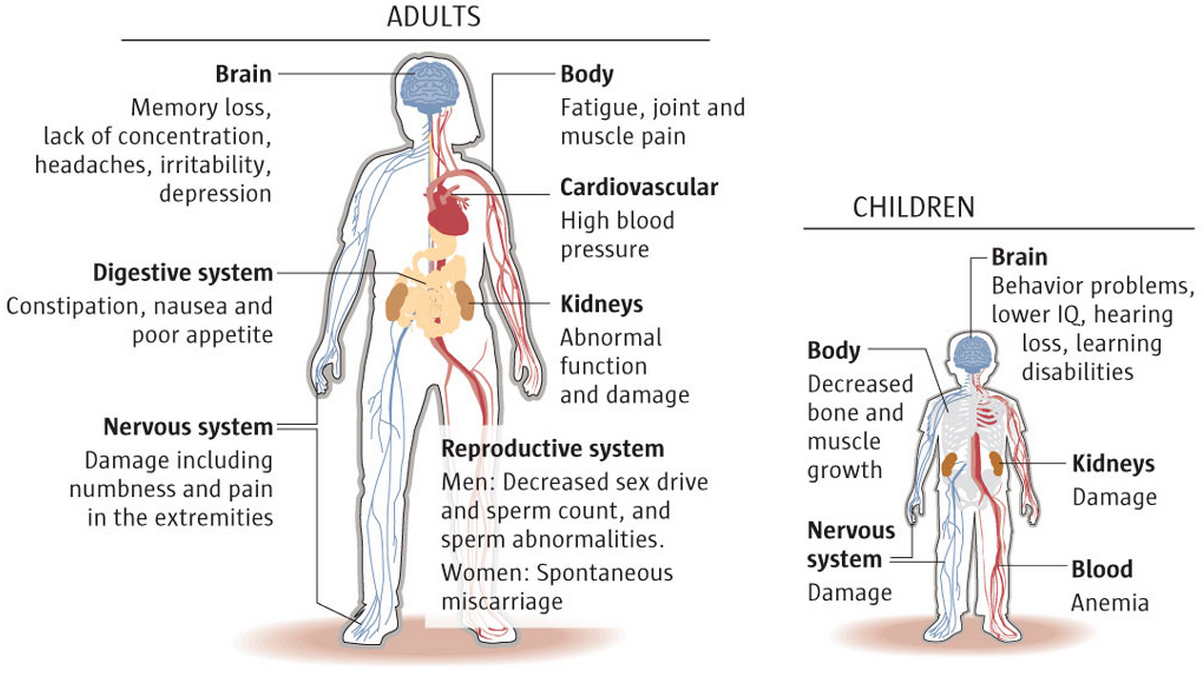 ADULTS
Brain
Memory loss,
lack of concentration,
headaches, irritability,
depression
Digestive system
Constipation, nausea and
poor appetite
Nervous system
Damage including
numbness and pain
in the extremities
Body
Fatigue, joint and
muscle pain
Cardiovascular
High blood
pressure
Kidneys
Abnormal
function
and damage
Reproductive system
Men: Decreased sex drive
and sperm count, and
sperm abnormalities.
Women: Spontaneous
miscarriage
CHILDREN
Brain
Behavior problems,
lower IQ, hearing
loss, learning
disabilities
Body
Decreased
bone and
muscle
growth
Nervous
system
Damage
Kidneys
Damage
Blood
Anemia